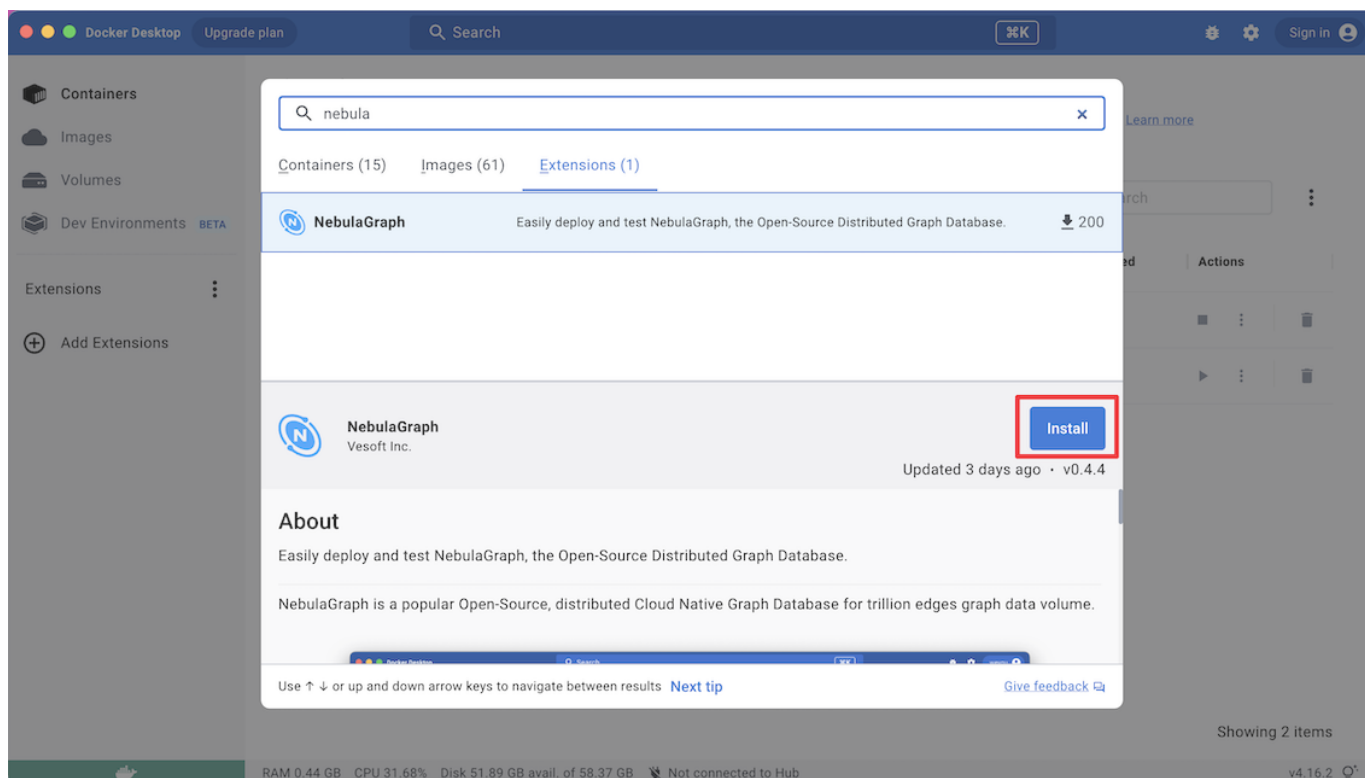 Docker Desktop Upgrade plan Search ⌘K Sign in
Containers
Images
Volumes
Dev Environments BETA
Extensions
Add Extensions
Learn more
nebula
Containers (15) Images (61) Extensions (1)
NebulaGraph Easily deploy and test NebulaGraph, the Open-Source Distributed Graph Database. 200
Actions
NebulaGraph
Vesoft Inc.
Install
Updated 3 days ago · v0.4.4
About
Easily deploy and test NebulaGraph, the Open-Source Distributed Graph Database.
NebulaGraph is a popular Open-Source, distributed Cloud Native Graph Database for trillion edges graph data volume.
Docker Desktop Search ⌘K
Use ↑ ↓ or up and down arrow keys to navigate between results Next tip Give feedback
Showing 2 items
RAM 0.44 GB CPU 31.68% Disk 51.89 GB avail. of 58.37 GB Not connected to Hub v4.16.2